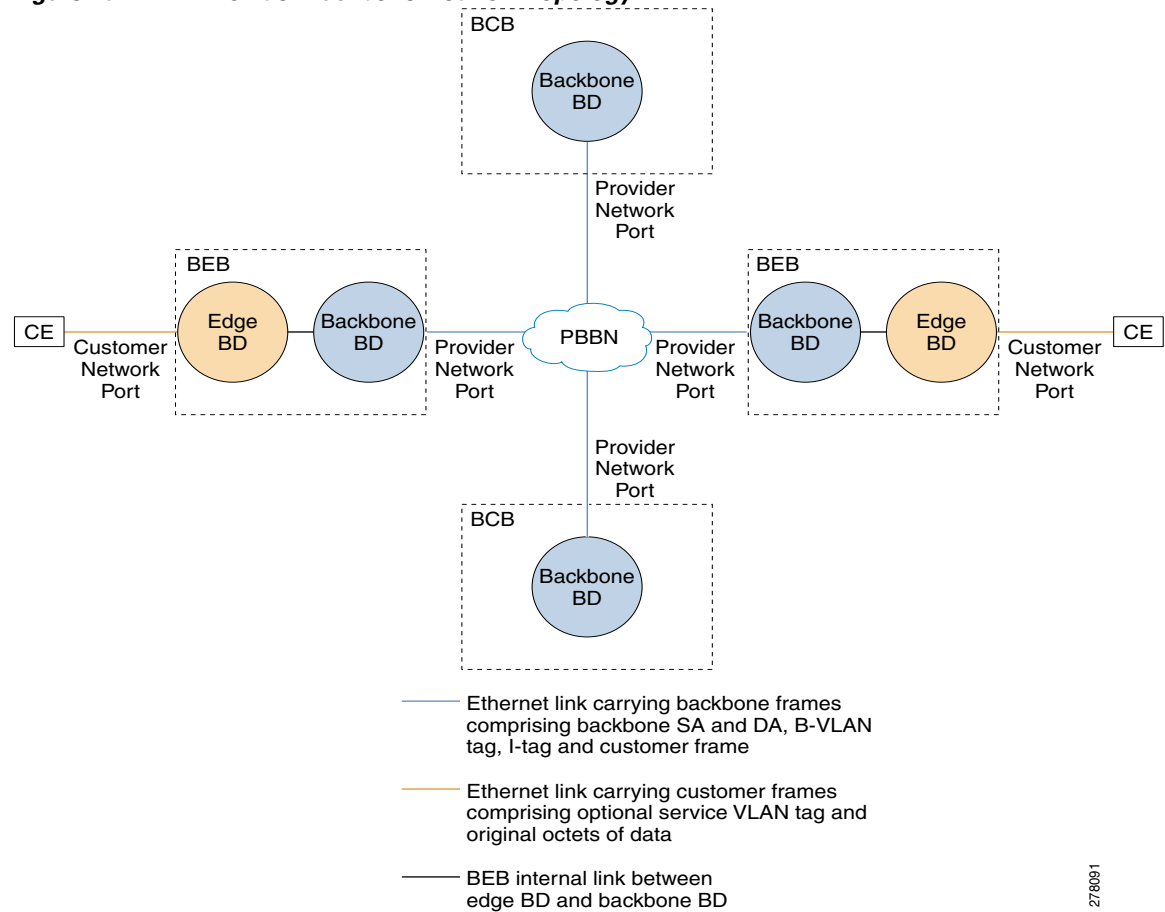 BCB
Backbone
BD
Provider
Network
Port
BEB
Edge
BD
Backbone
BD
CE
Customer
Network
Port
Provider
Network
Port
PBBN
Provider
Network
Port
BEB
Backbone
BD
Edge
BD
Customer
Network
Port
CE
Provider
Network
Port
BCB
Backbone
BD
Ethernet link carrying backbone frames
comprising backbone SA and DA, B-VLAN
tag, I-tag and customer frame
Ethernet link carrying customer frames
comprising optional service VLAN tag and
original octets of data
BEB internal link between
edge BD and backbone BD
278091